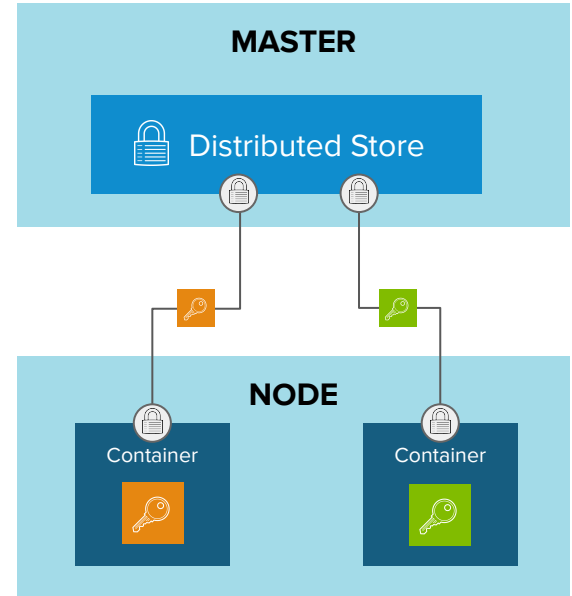 MASTER
Distributed Store
NODE
Container
Container